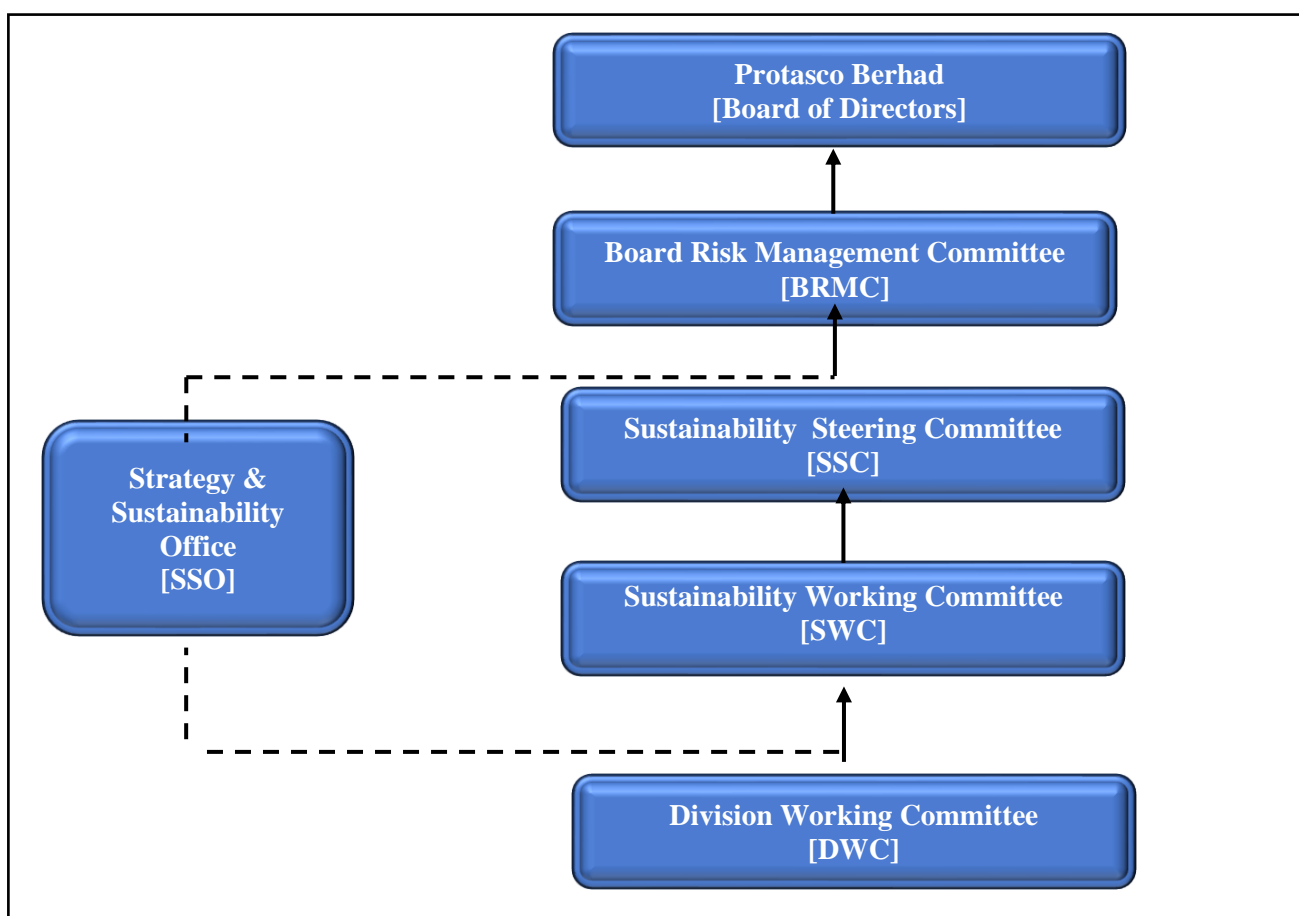 Protasco Berhad
[Board of Directors]
Board Risk Management Committee
[BRMC]
Sustainability  Steering Committee
[SSC]
Strategy &
Sustainability
Office
[SSO]
Sustainability Working Committee
[SWC]
Division Working Committee
[DWC]